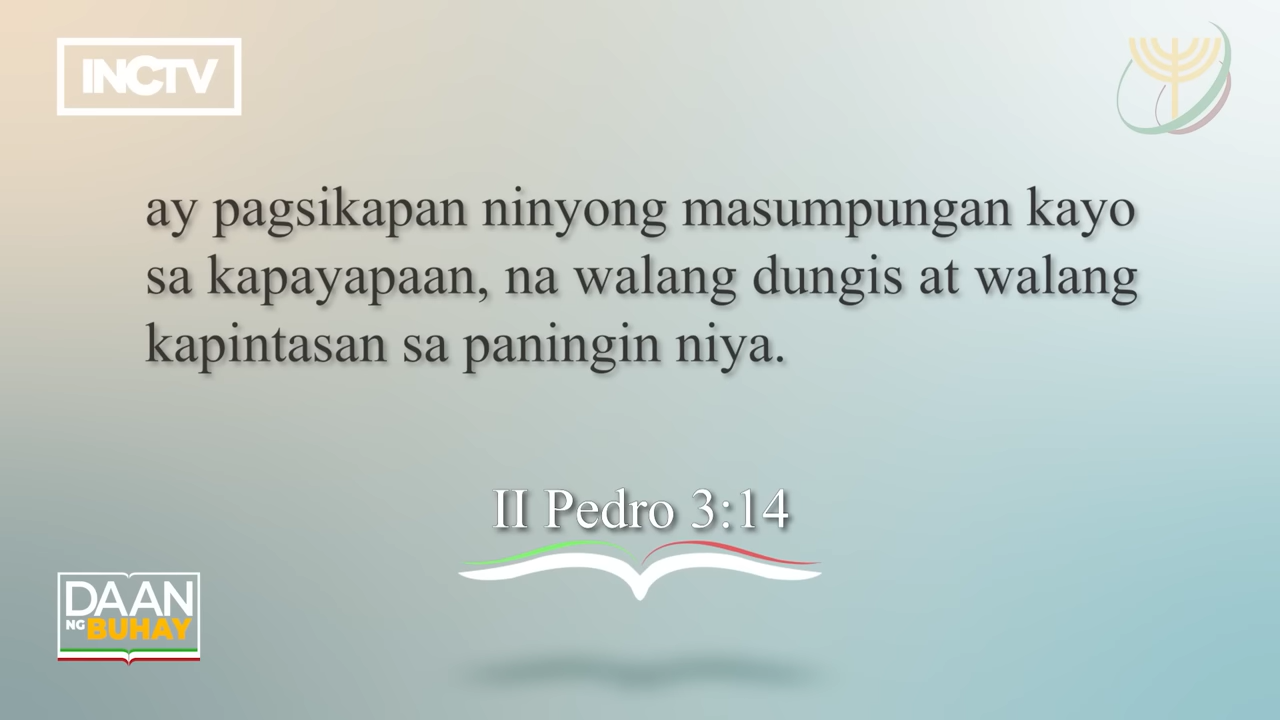 INCTV
ay pagsikapan ninyong masumpungan kayo
sa kapayapaan, na walang dungis at walang
kapintasan sa paningin niya.
II Pedro 3:14
DAAN
NG BUHAY